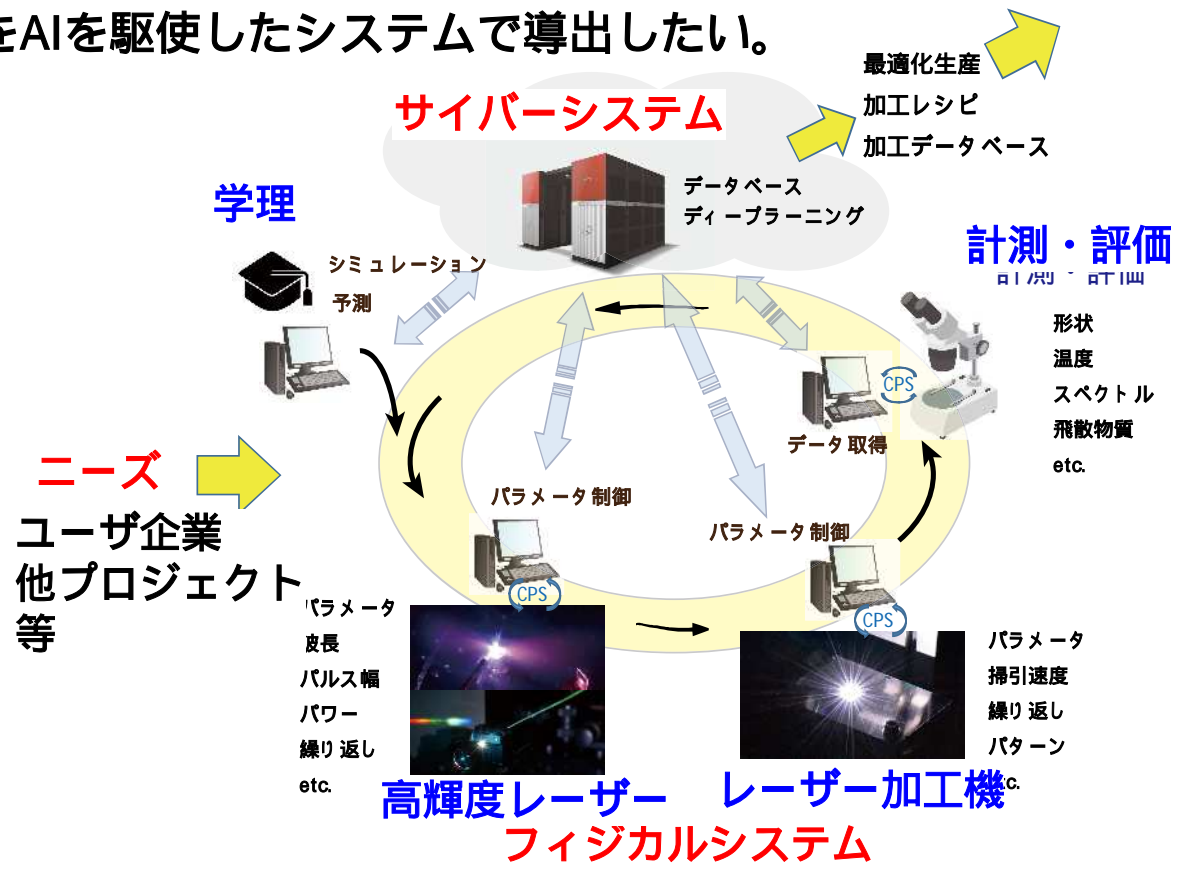 をAIを駆使したシステムで導出したい。
最適化生産
加工レシピ
加工データベース
サイバーシステム
データベース
ディープラーニング
学理
シミュレーション
予測
計測・評価
計測・評価
形状
温度
スペクトル
飛散物質
etc.
CPS
データ取得
ニーズ
ユーザ企業
他プロジェクト
等
パラメータ制御
CPS
パラメータ制御
CPS
パラメータ
波長
パルス幅
パワー
繰り返し
etc.
パラメータ
掃引速度
繰り返し
パターン
etc.
高輝度レーザー
レーザー加工機
フィジカルシステム